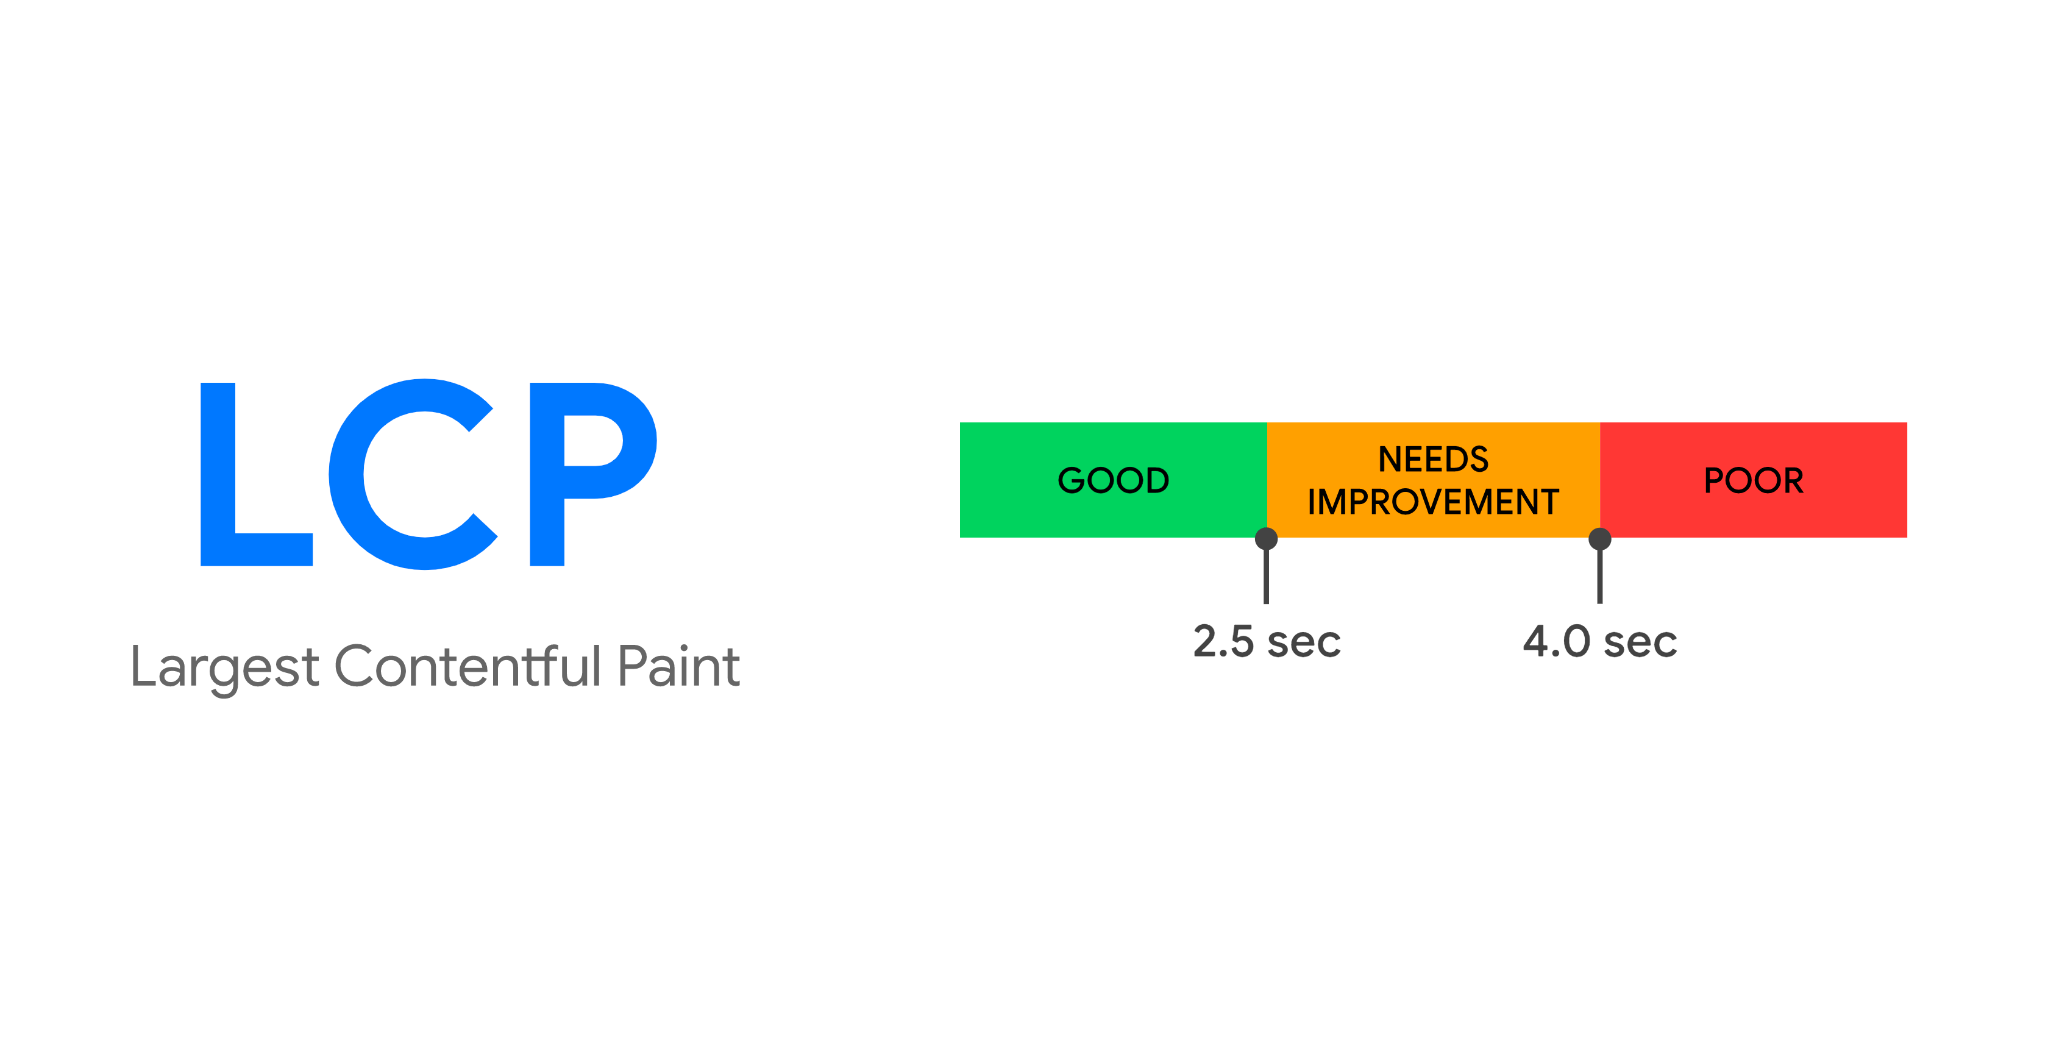 LCP
Largest Contentful Paint
GOOD
NEEDS
IMPROVEMENT
POOR
2.5 sec
4.0 sec